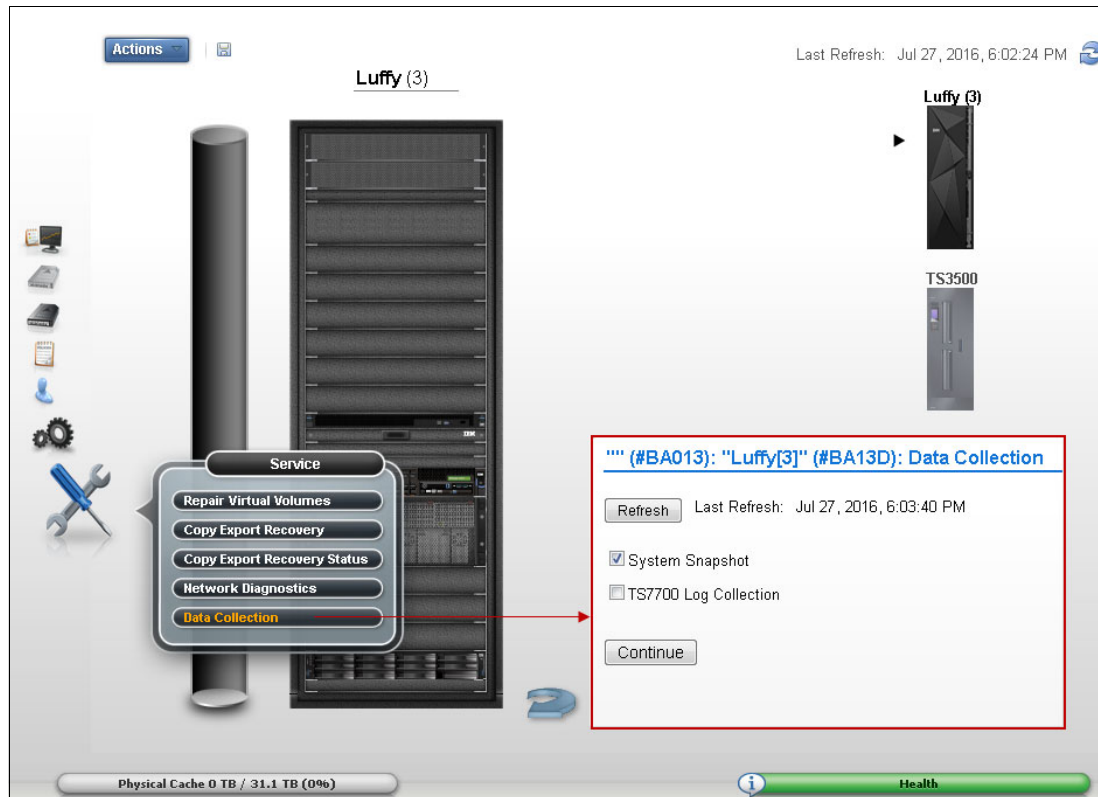 Actions
Last Refresh: Jul 27, 2016, 6:02:24 PM
Luffy (3)
Luffy (3)
TS3500
IBM
Service
Repair Virtual Volumes
Copy Export Recovery
Copy Export Recovery Status
Network Diagnostics
Data Collection
"" (#BA013): "Luffy[3]" (#BA13D): Data Collection
Refresh Last Refresh: Jul 27, 2016, 6:03:40 PM
System Snapshot
TS7700 Log Collection
Continue
Physical Cache 0 TB / 31.1 TB (0%)
Health